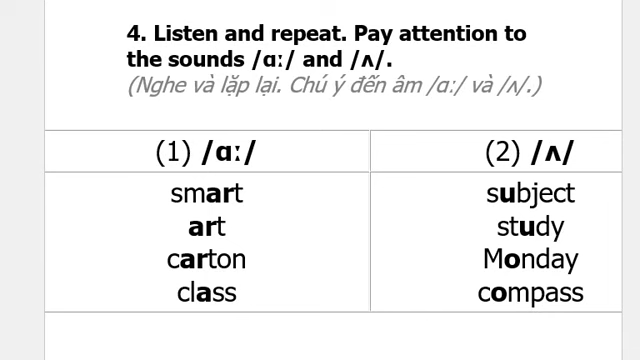 4. Listen and repeat. Pay attention to
the sounds /ɑː/ and /ʌ/.
(Nghe và lặp lại. Chú ý đến âm /ɑː/ và /ʌ/.)
(1) /ɑː/ (2) /ʌ/
smart subject
art study
carton Monday
class compass